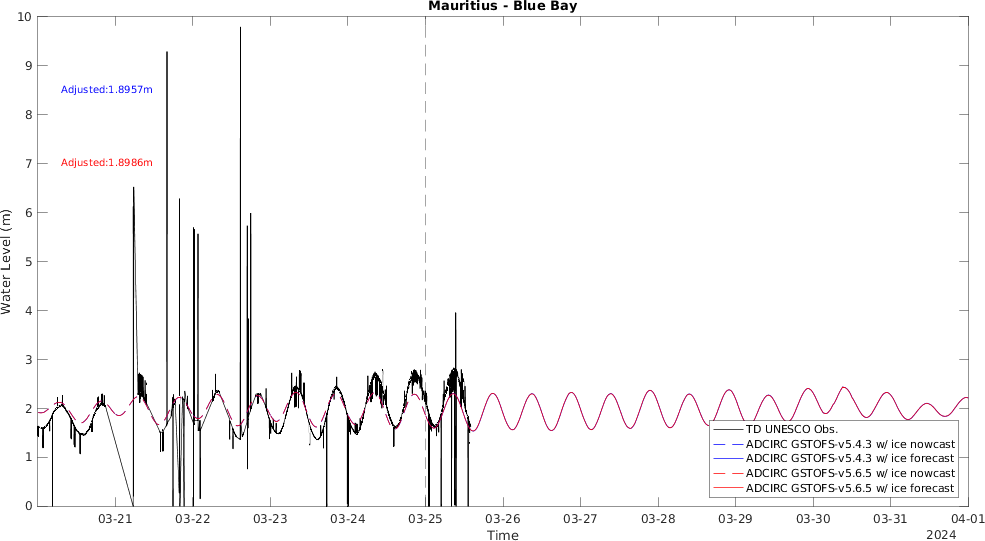 Mauritius - Blue Bay
10
9
8
7
6
5
4
3
2
1
0
Water Level (m)
Adjusted:1.8957m
Adjusted:1.8986m
TD UNESCO Obs.
ADCIRC GSTOFS-v5.4.3 w/ ice nowcast
ADCIRC GSTOFS-v5.4.3 w/ ice forecast
ADCIRC GSTOFS-v5.6.5 w/ ice nowcast
ADCIRC GSTOFS-v5.6.5 w/ ice forecast
03-21 03-22 03-23 03-24 03-25 03-26 03-27 03-28 03-29 03-30 03-31 04-01
Time
2024